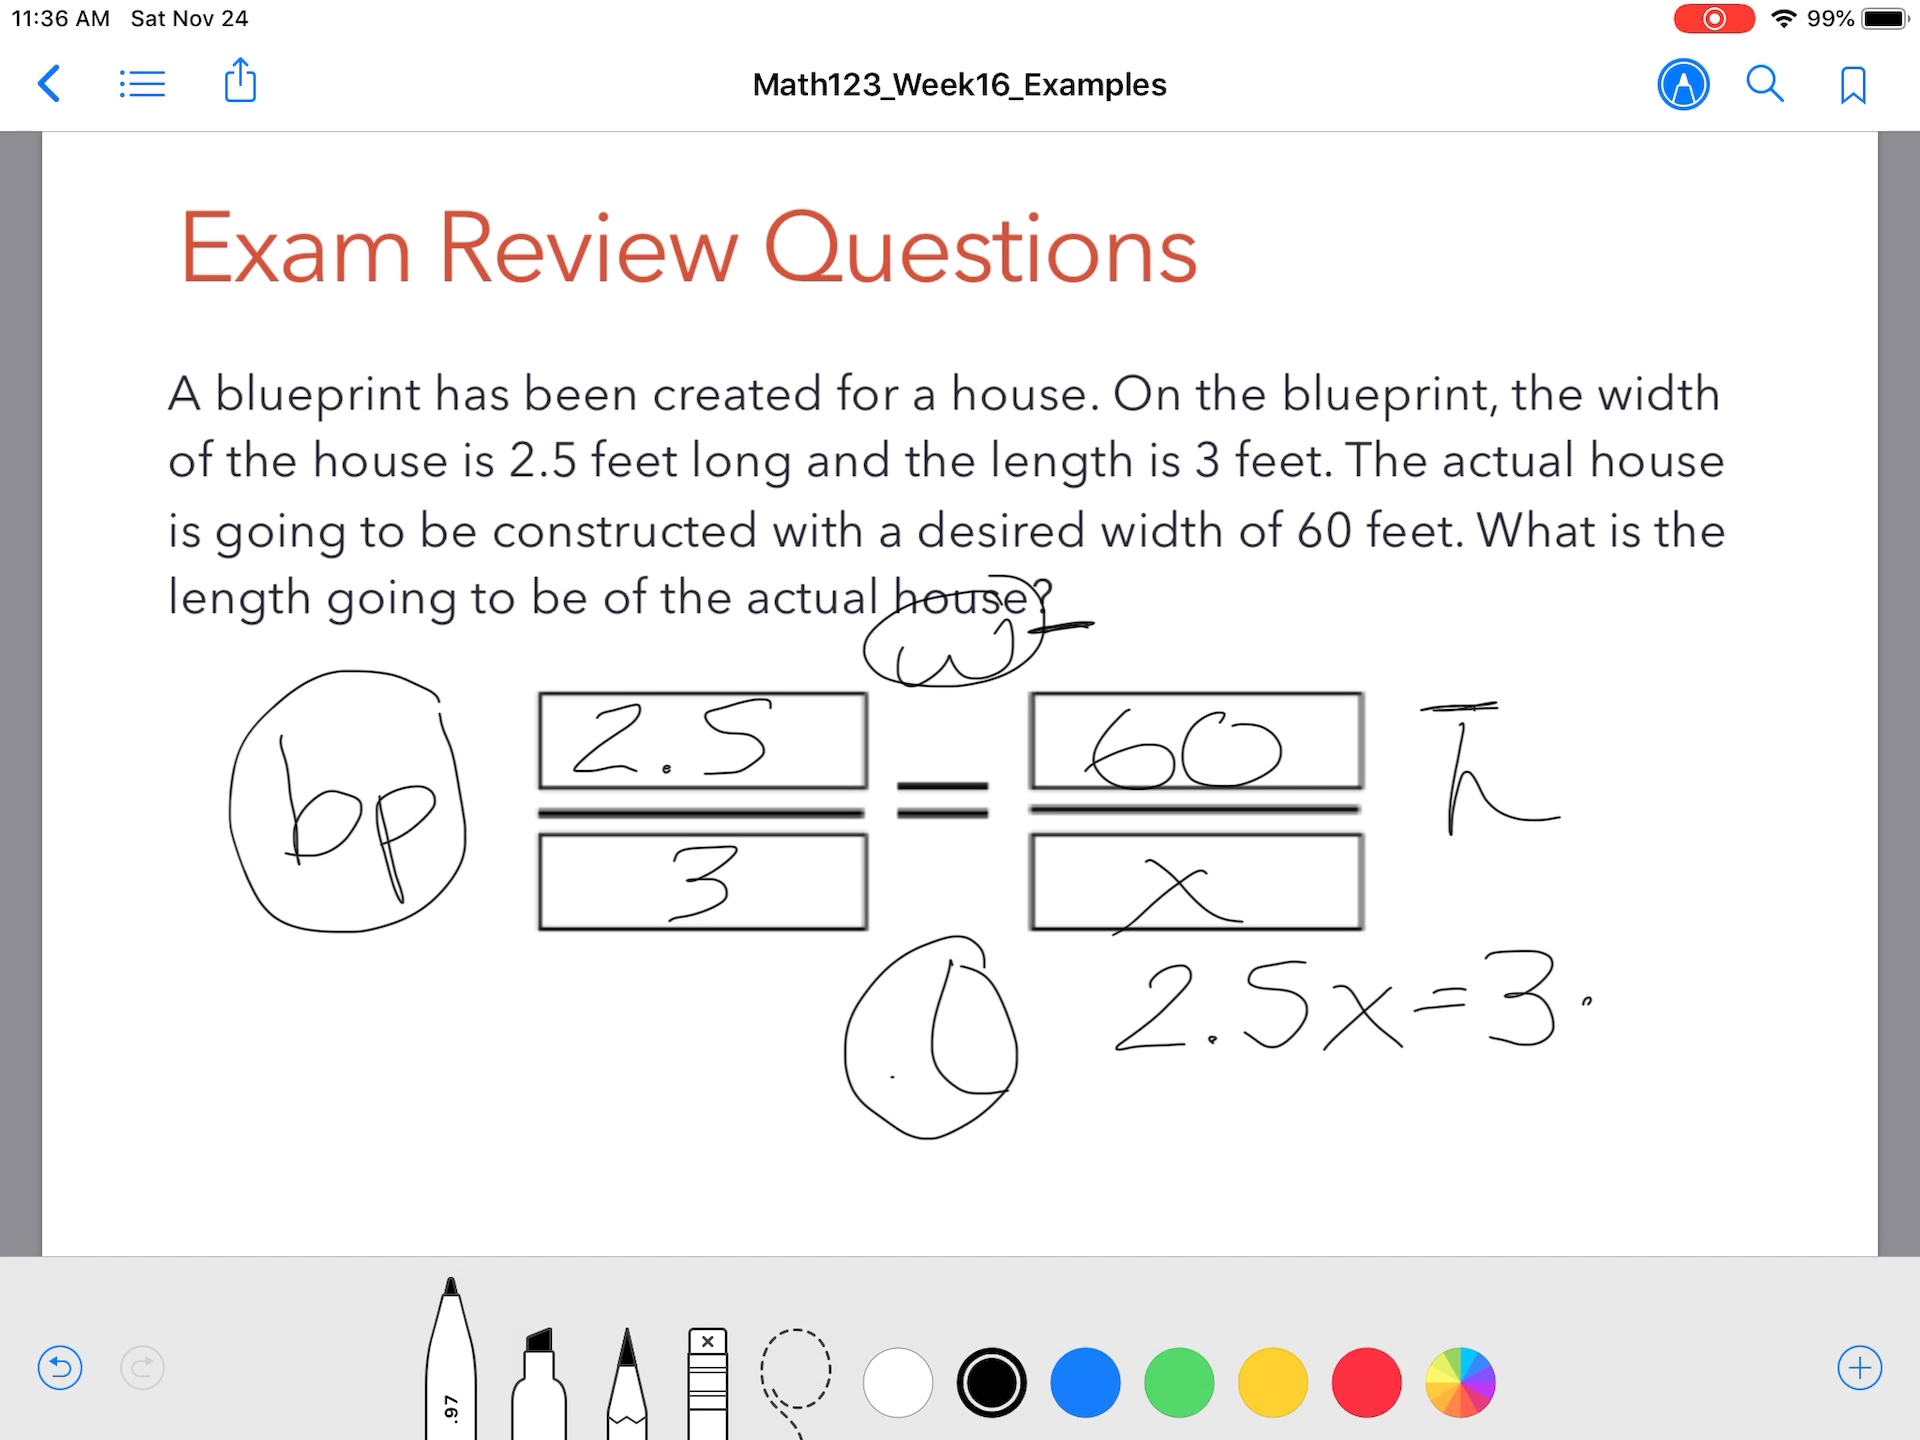 11:36 AM Sat Nov 24 99%
Math123_Week16_Examples
Exam Review Questions
A blueprint has been created for a house. On the blueprint, the width
of the house is 2.5 feet long and the length is 3 feet. The actual house
is going to be constructed with a desired width of 60 feet. What is the
length going to be of the actual house?
w
bp 2.5 = 60 h
3 x
l 2.5x=3.
.97